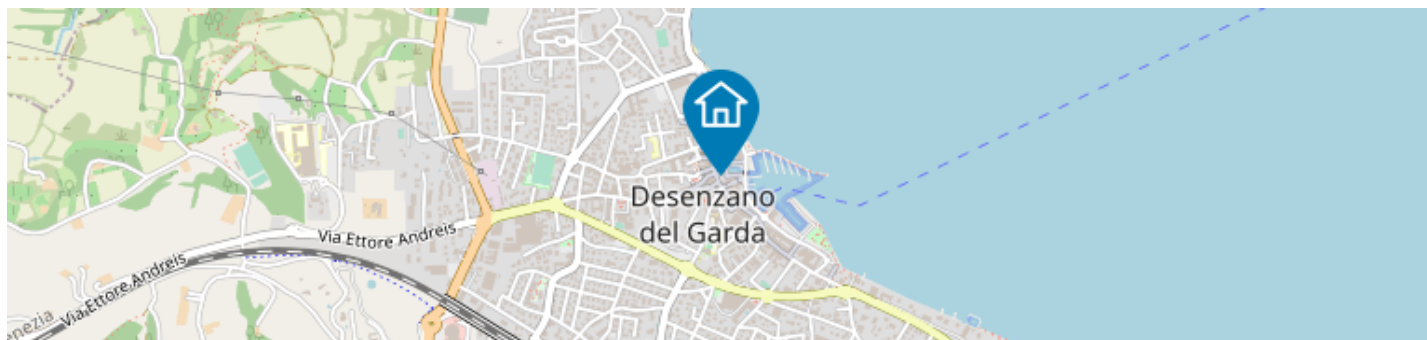 Desenzano
del Garda
Via Ettore Andreis
Via Ettore Andreis
enezia